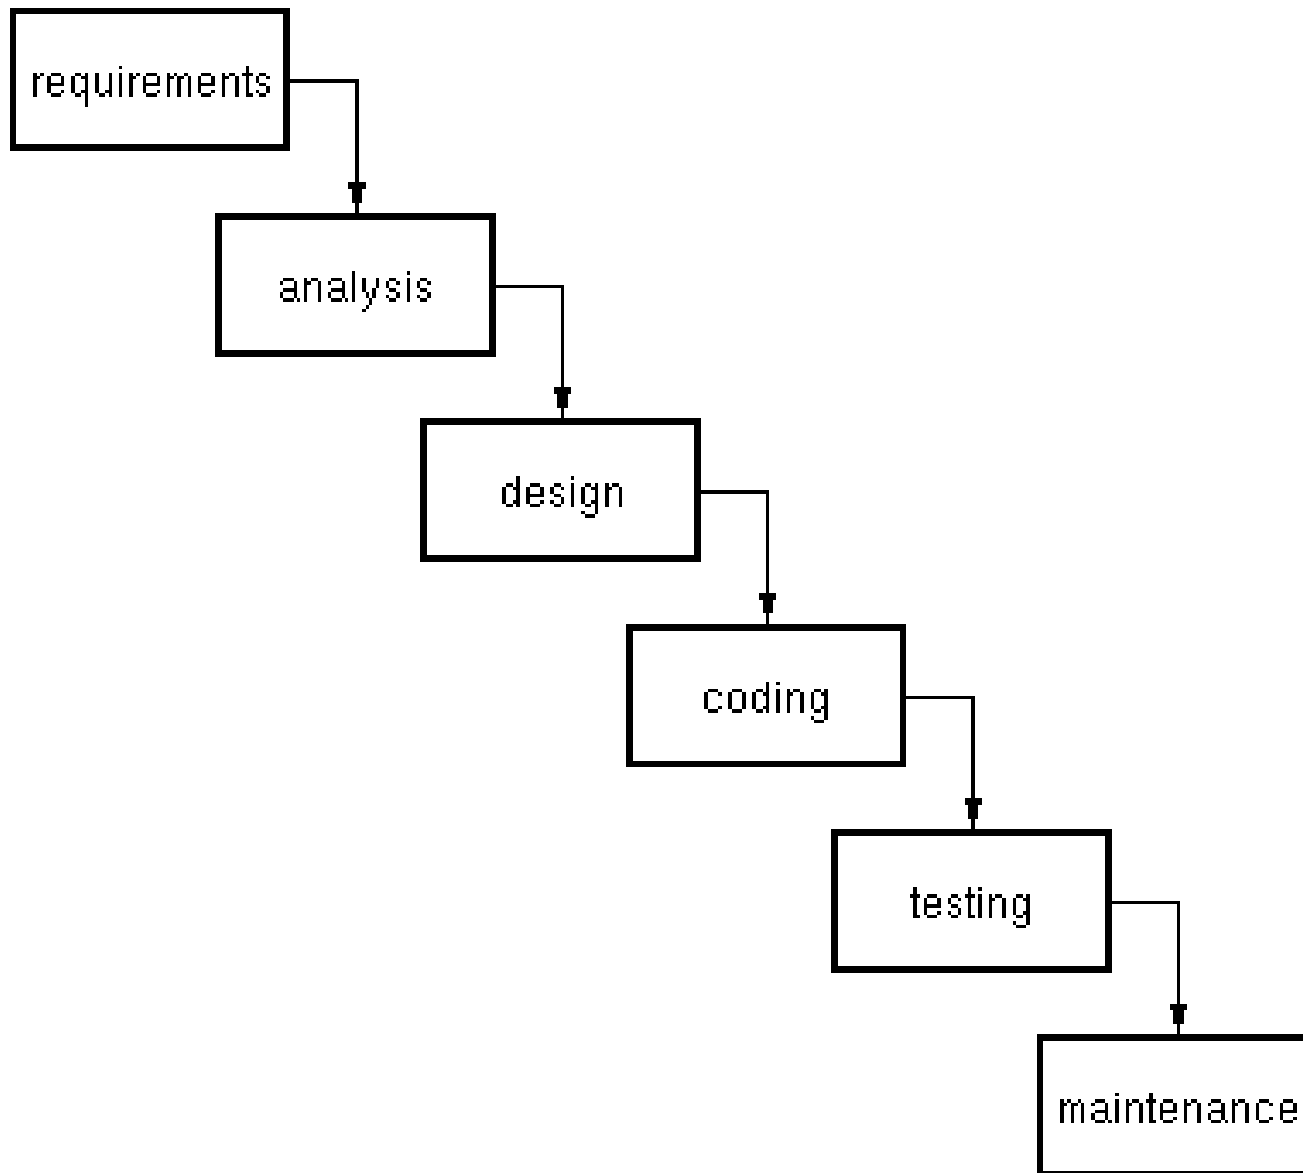 requirements
analysis
design
coding
testing
maintenance